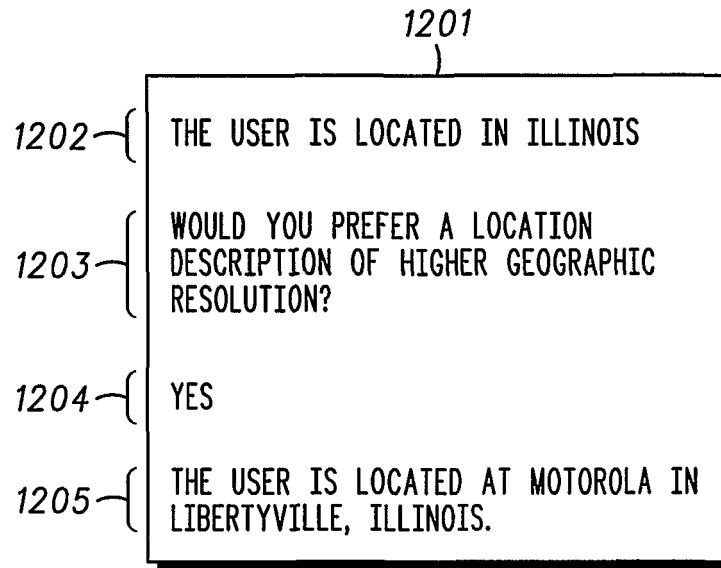 1201
1202 THE USER IS LOCATED IN ILLINOIS
WOULD YOU PREFER A LOCATION
1203 DESCRIPTION OF HIGHER GEOGRAPHIC
RESOLUTION?
1204 YES
1205 THE USER IS LOCATED AT MOTOROLA IN
LIBERTYVILLE, ILLINOIS.